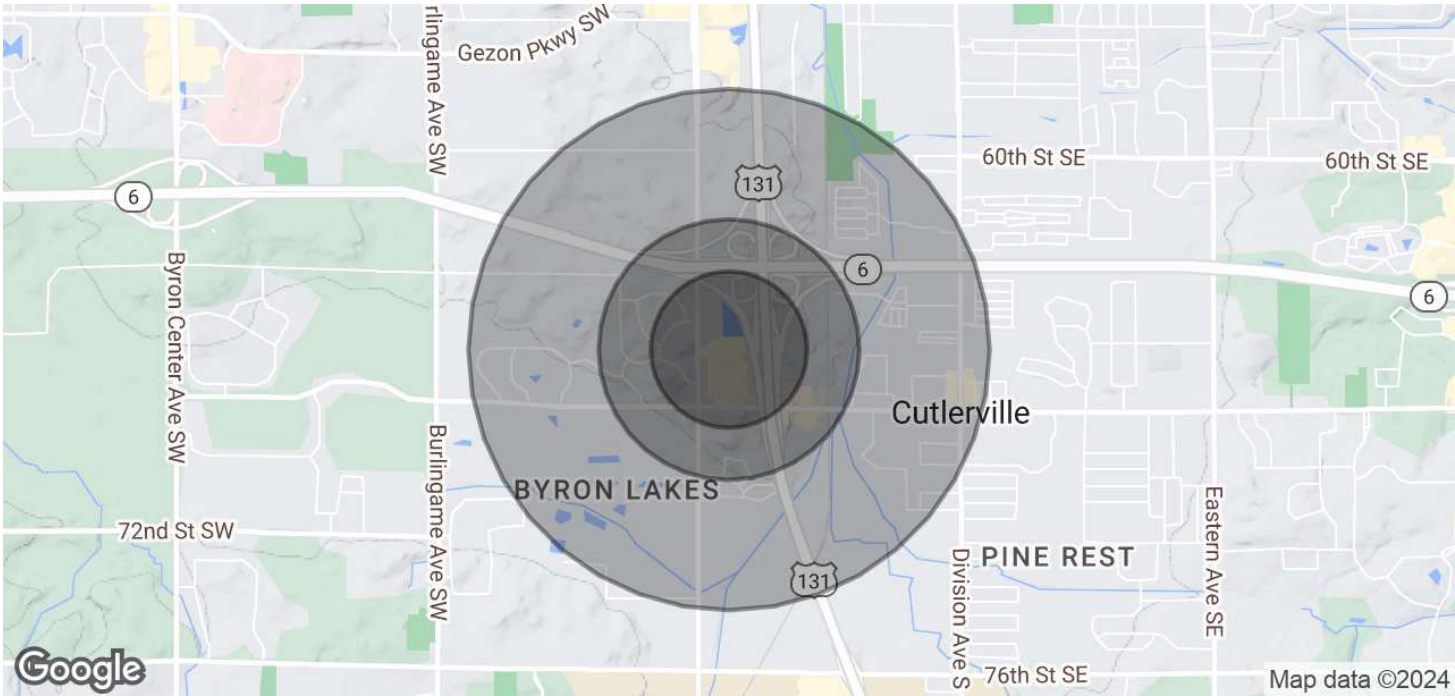 Gezon Pkwy SW
rlingame Ave SW
131
60th St SE
60th St SE
6
6
6
Byron Center Ave SW
Cutlerville
Burlingame Ave SW
BYRON LAKES
72nd St SW
Division Ave S
PINE REST
Eastern Ave SE
131
76th St SE
Google
Map data ©2024